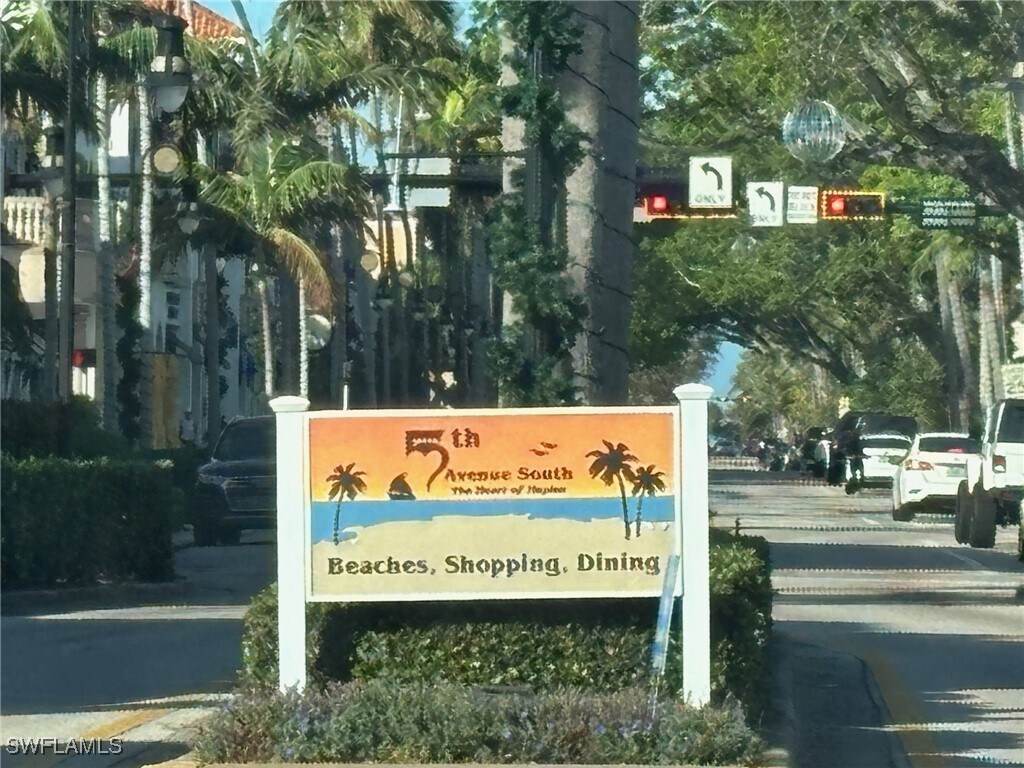 ONLY
ONLY
5th
Avenue South
The Heart of Naples
Beaches, Shopping, Dining
SWFLAMLS